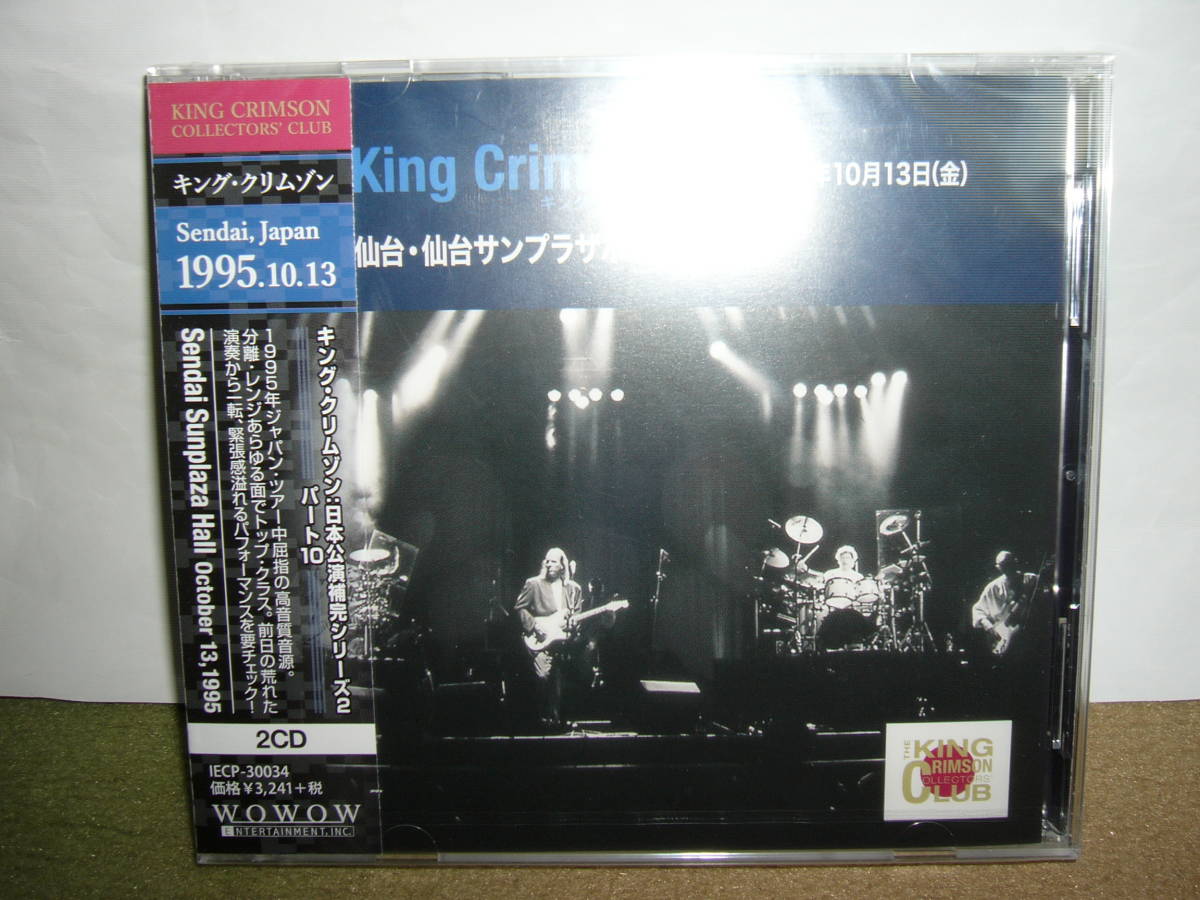 KING CRIMSON
COLLECTORS' CLUB
キング・クリムゾン
Sendai, Japan
1995.10.13
キング・クリムゾン：日本公演補完シリーズ2
パート10
1995年ジャパン・ツアー中屈指の高音質音源。
分離・レンジあらゆる面でトップ・クラス。前日の荒れた
演奏から一転、緊張感溢れるパフォーマンスを要チェック！
Sendai Sunplaza Hall October 13, 1995
2CD
IECP-30034
価格¥3,241+税
WOWOW
ENTERTAINMENT, INC.
King Crim
10月13日(金)
キング
仙台・仙台サンプラザ
THE
KING
CRIMSON
COLLECTORS'
CLUB